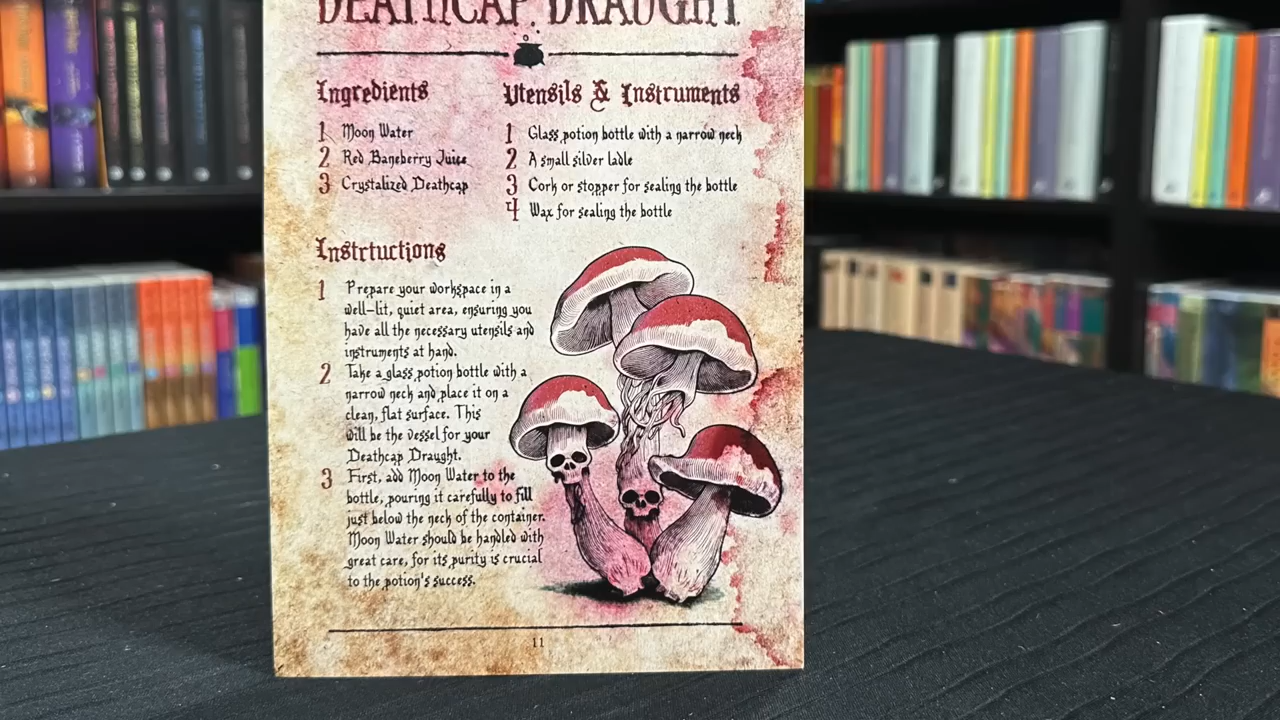 DEATHCAP DRAUGHT
Ingredients
1 Moon Water
2 Red Baneberry Juice
3 Crystalized Deathcap
Utensils & Instruments
1 Glass potion bottle with a narrow neck
2 A small silver ladle
3 Cork or stopper for sealing the bottle
4 Wax for sealing the bottle
Instrtuctions
1 Prepare your workspace in a
well-lit, quiet area, ensuring you
have all the necessary utensils and
instruments at hand.
2 Take a glass potion bottle with a
narrow neck and place it on a
clean, flat surface. This
will be the vessel for your
Deathcap Draught.
3 First, add Moon Water to the
bottle, pouring it carefully to fill
just below the neck of the container.
Moon Water should be handled with
great care, for its purity is crucial
to the potion's success.
11